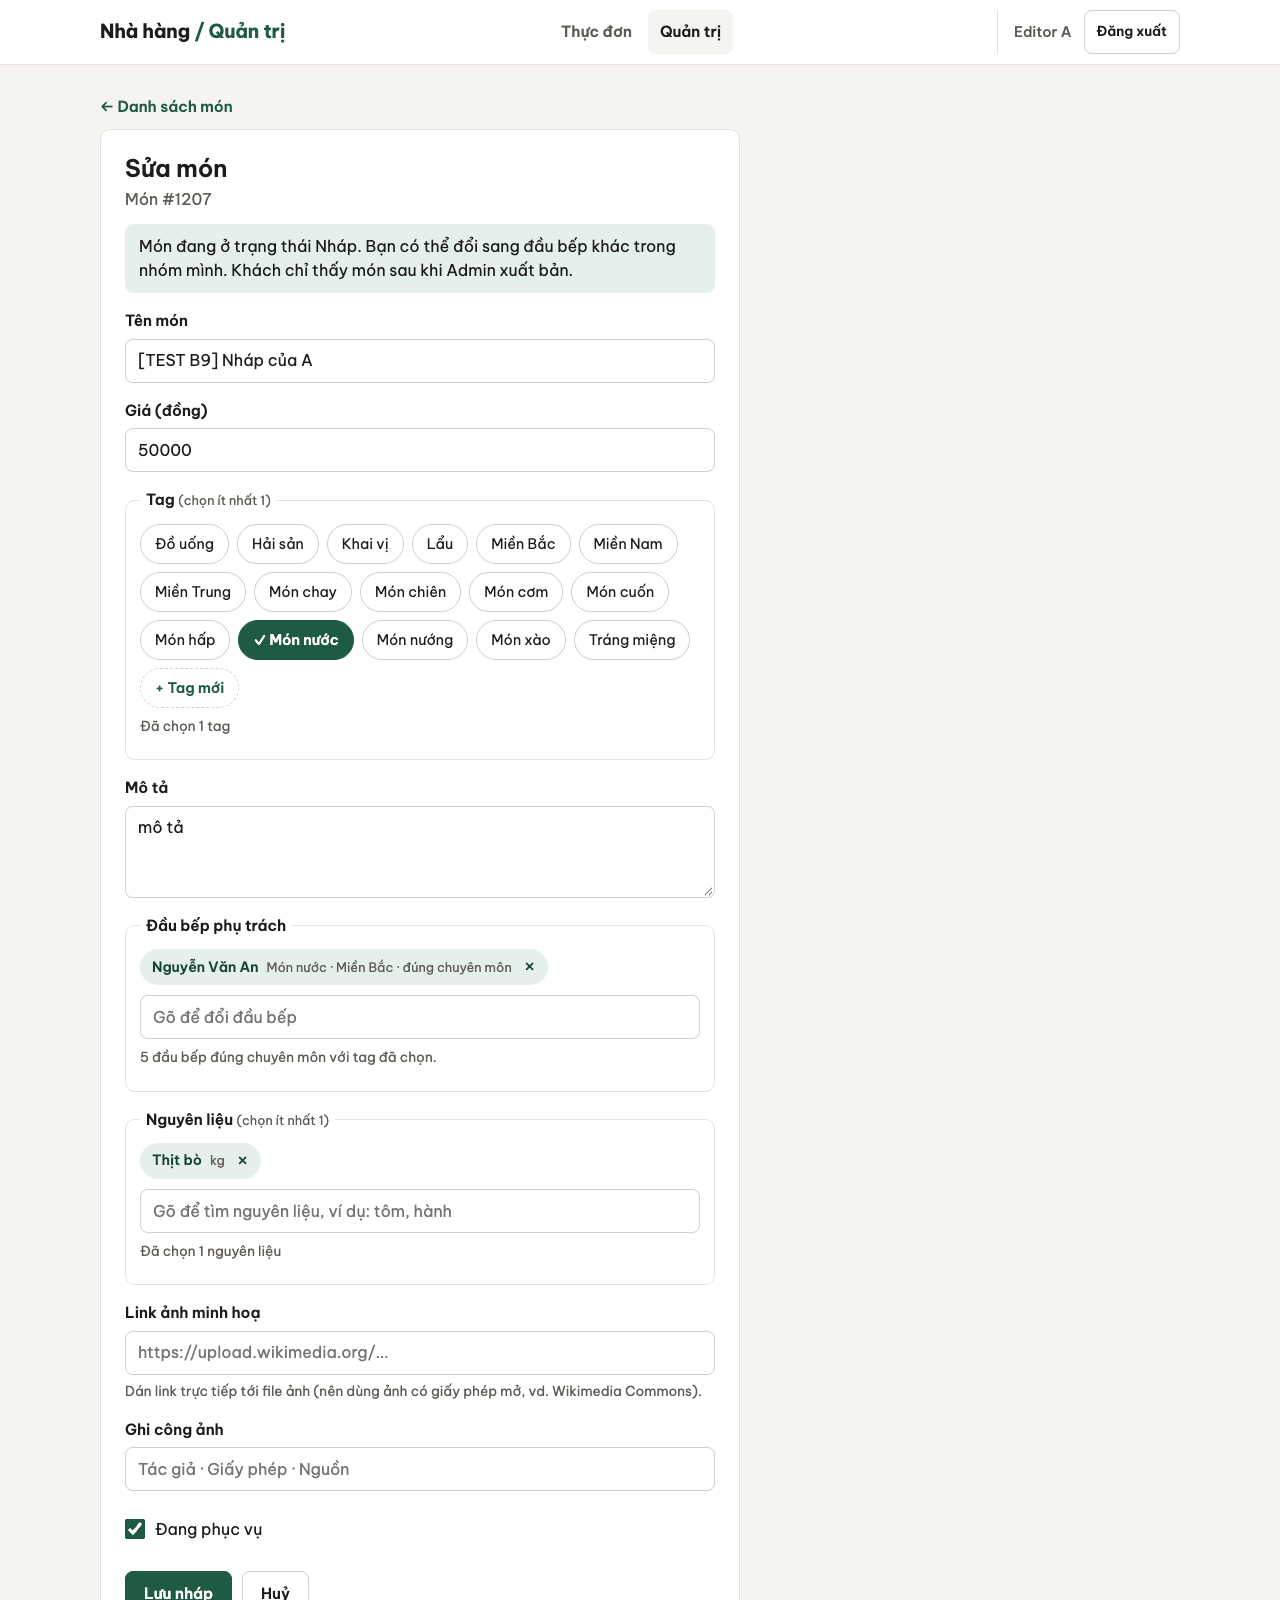 Nhà hàng / Quản trị
Thực đơn
Quản trị
Editor A
Đăng xuất
← Danh sách món
Sửa món
Món #1207
Món đang ở trạng thái Nháp. Bạn có thể đổi sang đầu bếp khác trong
nhóm mình. Khách chỉ thấy món sau khi Admin xuất bản.
Tên món
[TEST B9] Nháp của A
Giá (đồng)
50000
Tag (chọn ít nhất 1)
Đồ uống
Hải sản
Khai vị
Lẩu
Miền Bắc
Miền Nam
Miền Trung
Món chay
Món chiên
Món cơm
Món cuốn
Món hấp
✓ Món nước
Món nướng
Món xào
Tráng miệng
+ Tag mới
Đã chọn 1 tag
Mô tả
mô tả
Đầu bếp phụ trách
Nguyễn Văn An Món nước · Miền Bắc · đúng chuyên môn ×
Gõ để đổi đầu bếp
5 đầu bếp đúng chuyên môn với tag đã chọn.
Nguyên liệu (chọn ít nhất 1)
Thịt bò kg ×
Gõ để tìm nguyên liệu, ví dụ: tôm, hành
Đã chọn 1 nguyên liệu
Link ảnh minh hoạ
https://upload.wikimedia.org/...
Dán link trực tiếp tới file ảnh (nên dùng ảnh có giấy phép mở, vd. Wikimedia Commons).
Ghi công ảnh
Tác giả · Giấy phép · Nguồn
Đang phục vụ
Lưu nháp
Huỷ